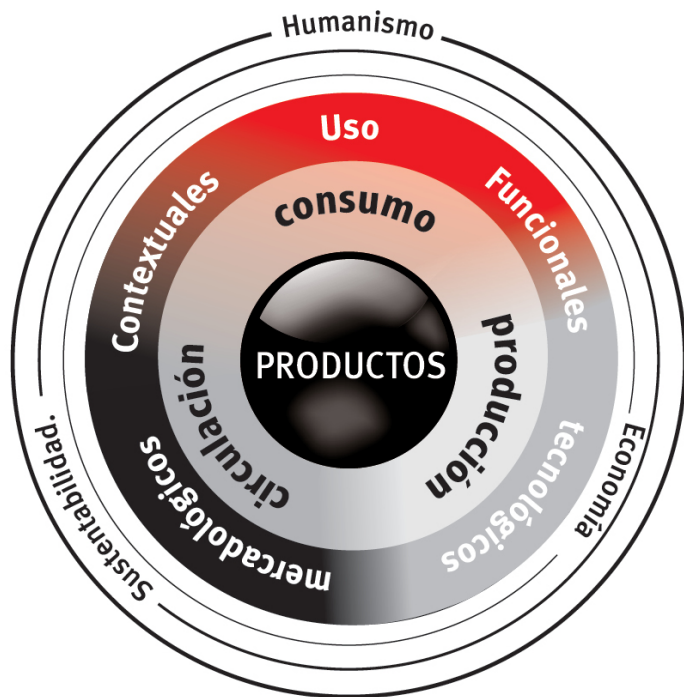 Humanismo
Uso
Contextuales
Funcionales
consumo
PRODUCTOS
circulación
producción
mercadológicos
tecnológicos
Sustentabilidad.
Economía